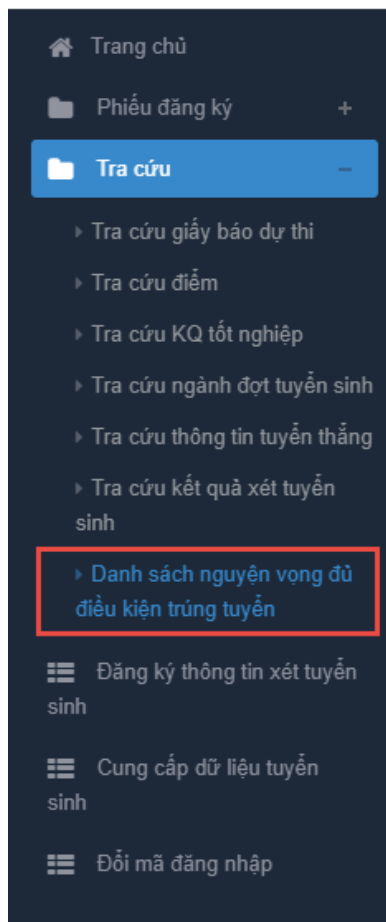 Trang chủ
Phiếu đăng ký +
Tra cứu −
Tra cứu giấy báo dự thi
Tra cứu điểm
Tra cứu KQ tốt nghiệp
Tra cứu ngành đợt tuyển sinh
Tra cứu thông tin tuyển thẳng
Tra cứu kết quả xét tuyển
sinh
Danh sách nguyện vọng đủ
điều kiện trúng tuyển
Đăng ký thông tin xét tuyển
sinh
Cung cấp dữ liệu tuyển
sinh
Đổi mã đăng nhập